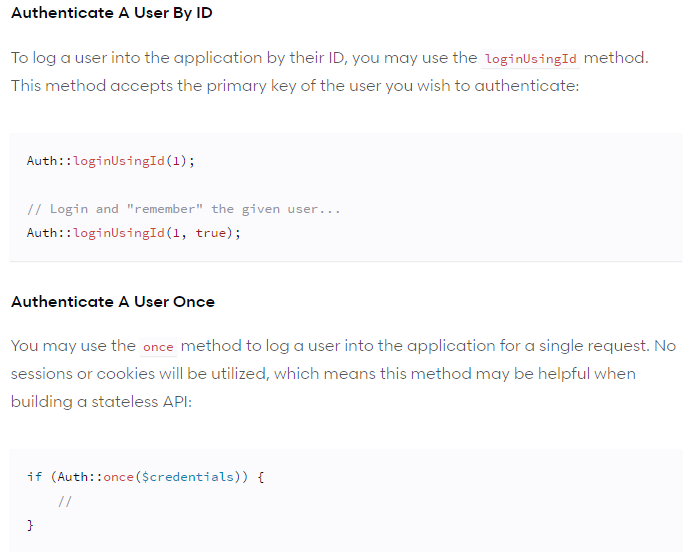 Authenticate A User By ID
To log a user into the application by their ID, you may use the loginUsingId method.
This method accepts the primary key of the user you wish to authenticate:
Auth::loginUsingId(1);
// Login and "remember" the given user...
Auth::loginUsingId(1, true);
Authenticate A User Once
You may use the once method to log a user into the application for a single request. No
sessions or cookies will be utilized, which means this method may be helpful when
building a stateless API:
if (Auth::once($credentials)) {
    //
}